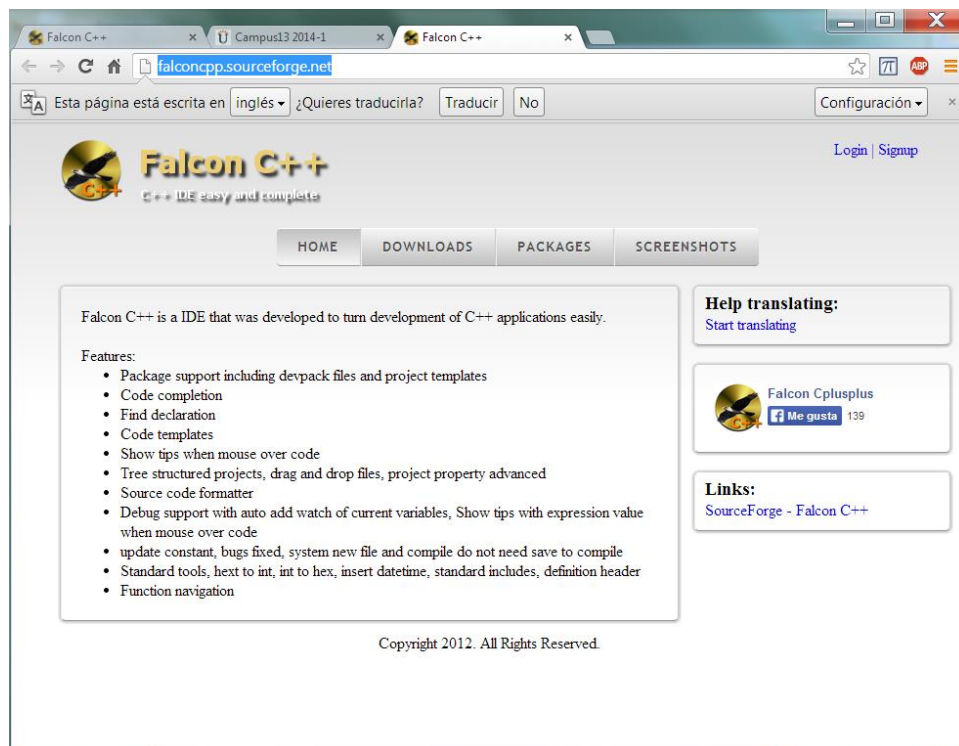 Falcon C++
Campus13 2014-1
Falcon C++
falconcpp.sourceforge.net
ABP
Esta página está escrita en inglés ¿Quieres traducirla? Traducir No Configuración
Falcon C++
C++ IDE easy and complete
C++
Login | Signup
HOME DOWNLOADS PACKAGES SCREENSHOTS
Falcon C++ is a IDE that was developed to turn development of C++ applications easily.
Features:
• Package support including devpack files and project templates
• Code completion
• Find declaration
• Code templates
• Show tips when mouse over code
• Tree structured projects, drag and drop files, project property advanced
• Source code formatter
• Debug support with auto add watch of current variables, Show tips with expression value
when mouse over code
• update constant, bugs fixed, system new file and compile do not need save to compile
• Standard tools, hext to int, int to hex, insert datetime, standard includes, definition header
• Function navigation
Help translating:
Start translating
Falcon Cplusplus
C++
Me gusta 139
Links:
SourceForge - Falcon C++
Copyright 2012. All Rights Reserved.